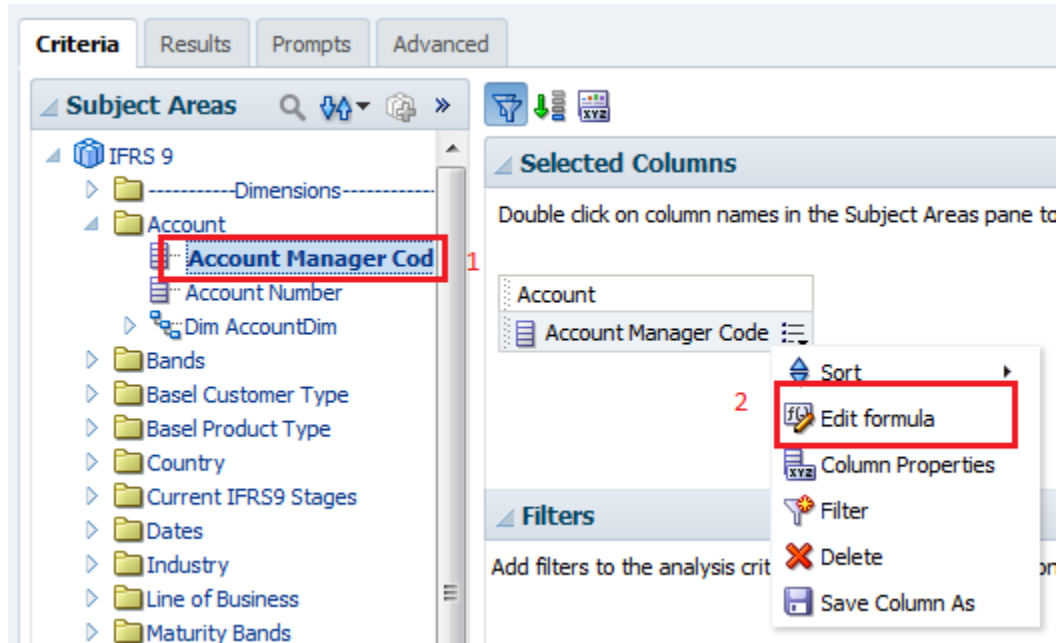 Criteria
Results
Prompts
Advanced
Subject Areas
IFRS 9
-----------Dimensions------------
Account
Account Manager Cod
Account Number
Dim AccountDim
Bands
Basel Customer Type
Basel Product Type
Country
Current IFRS9 Stages
Dates
Industry
Line of Business
Maturity Bands
1
XYZ
Selected Columns
Double click on column names in the Subject Areas pane to
Account
Account Manager Code
2
Sort
f() Edit formula
XYZ Column Properties
Filter
Delete
Save Column As
Filters
Add filters to the analysis crit